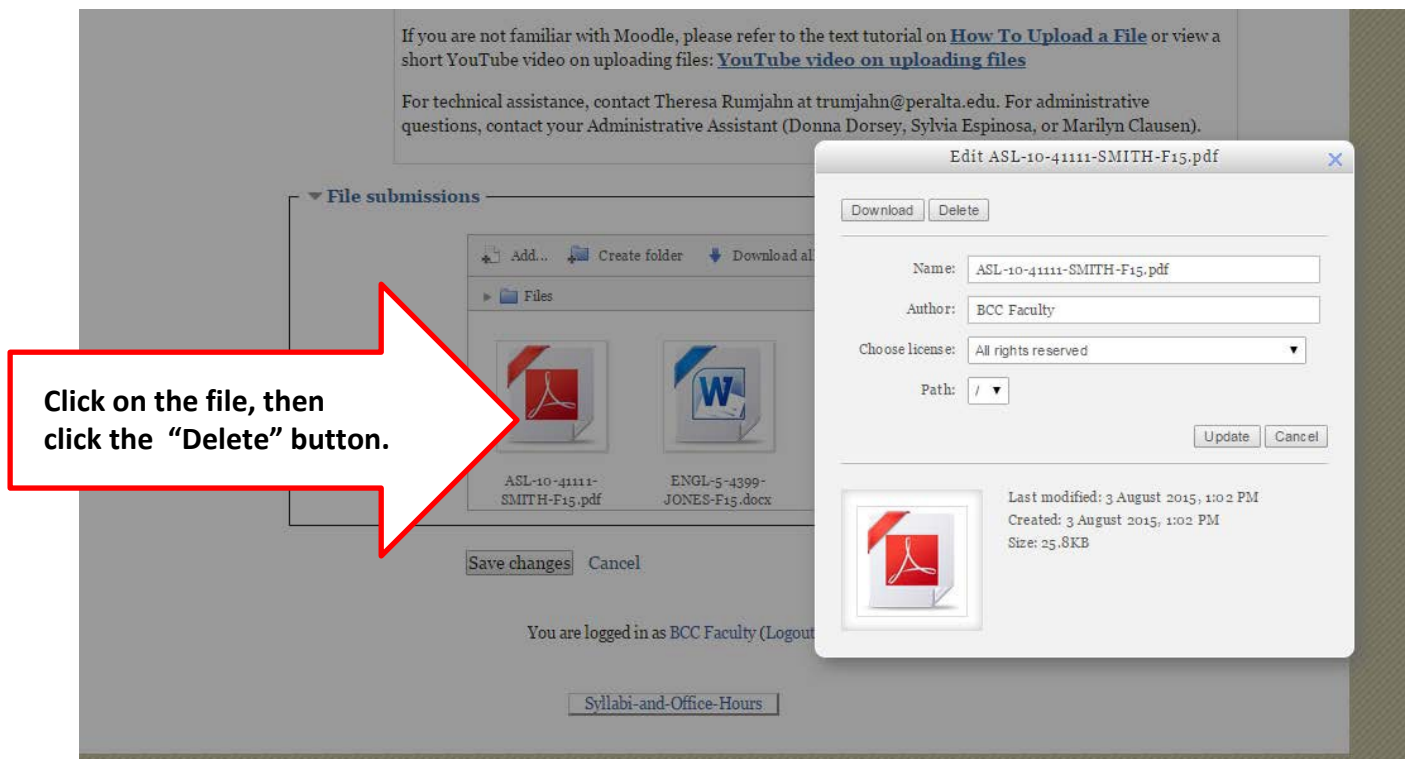 If you are not familiar with Moodle, please refer to the text tutorial on How To Upload a File or view a
short YouTube video on uploading files: YouTube video on uploading files
For technical assistance, contact Theresa Rumjahn at trumjahn@peralta.edu. For administrative
questions, contact your Administrative Assistant (Donna Dorsey, Sylvia Espinosa, or Marilyn Clausen).
File submissions
Add... Create folder Download al
Files
ASL-10-41111-
SMITH-F15.pdf
ENGL-5-4399-
JONES-F15.docx
Click on the file, then
click the “Delete” button.
Save changes Cancel
You are logged in as BCC Faculty (Logout
Syllabi-and-Office-Hours
Edit ASL-10-41111-SMITH-F15.pdf
Download Delete
Name: ASL-10-41111-SMITH-F15.pdf
Author: BCC Faculty
Choose license: All rights reserved
Path: /
Update Cancel
Last modified: 3 August 2015, 1:02 PM
Created: 3 August 2015, 1:02 PM
Size: 25.8KB